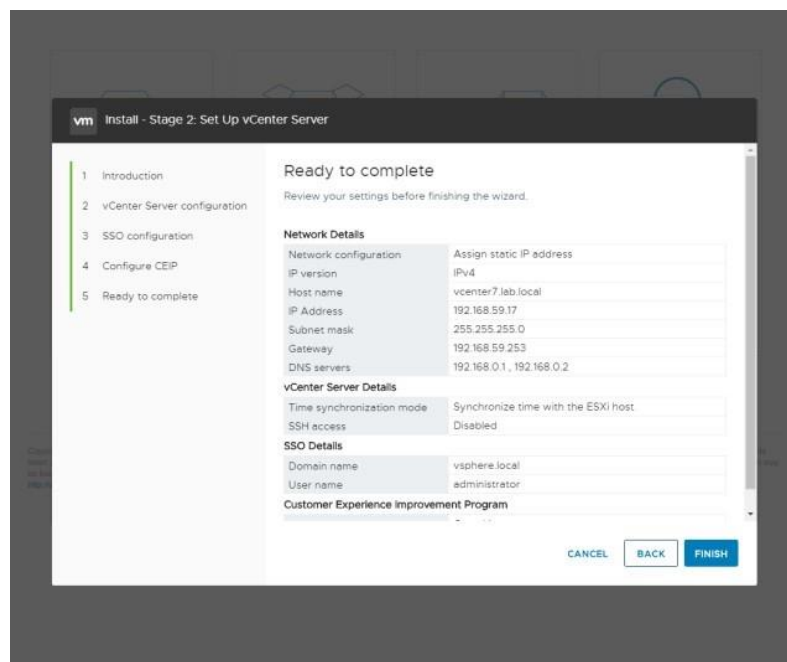 vm Install - Stage 2: Set Up vCenter Server
1 Introduction
2 vCenter Server configuration
3 SSO configuration
4 Configure CEIP
5 Ready to complete
Ready to complete
Review your settings before finishing the wizard.
Network Details
Network configuration Assign static IP address
IP version IPv4
Host name vcenter7.lab.local
IP Address 192.168.59.17
Subnet mask 255.255.255.0
Gateway 192.168.59.253
DNS servers 192.168.0.1 , 192.168.0.2
vCenter Server Details
Time synchronization mode Synchronize time with the ESXi host
SSH access Disabled
SSO Details
Domain name vsphere.local
User name administrator
Customer Experience Improvement Program
CANCEL BACK FINISH